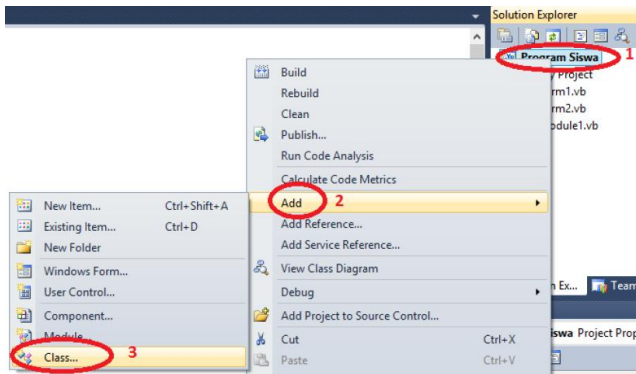 Solution Explorer
Program Siswa
1
Project
rm1.vb
rm2.vb
odule1.vb
Build
Rebuild
Clean
Publish...
Run Code Analysis
Calculate Code Metrics
Add
2
Add Reference...
Add Service Reference...
View Class Diagram
Debug
Add Project to Source Control...
Cut Ctrl+X
Paste Ctrl+V
New Item... Ctrl+Shift+A
Existing Item... Ctrl+D
New Folder
Windows Form...
User Control...
Component...
Module...
Class...
3
n Ex...
Team
iswa Project Prop